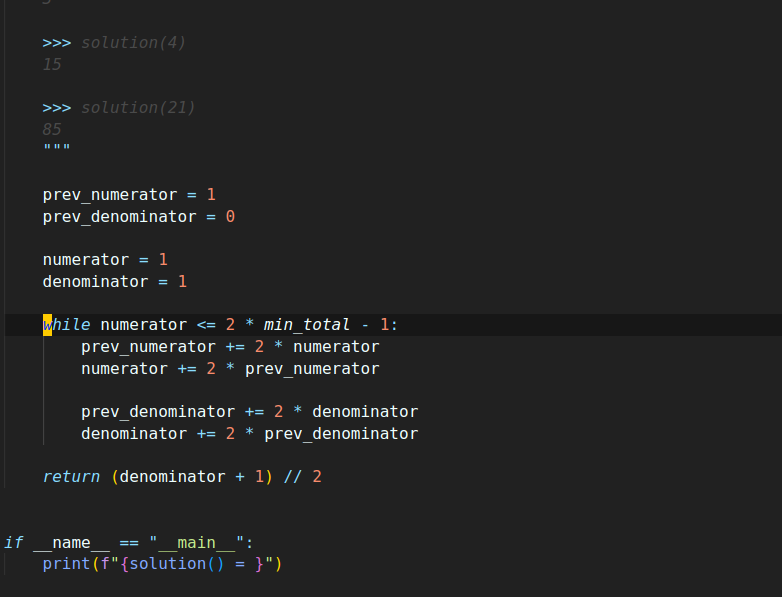 >>> solution(4)
15
>>> solution(21)
85
"""
prev_numerator = 1
prev_denominator = 0
numerator = 1
denominator = 1
while numerator <= 2 * min_total - 1:
prev_numerator += 2 * numerator
numerator += 2 * prev_numerator
prev_denominator += 2 * denominator
denominator += 2 * prev_denominator
return (denominator + 1) // 2
if __name__ == "__main__":
print(f"{solution() = }")